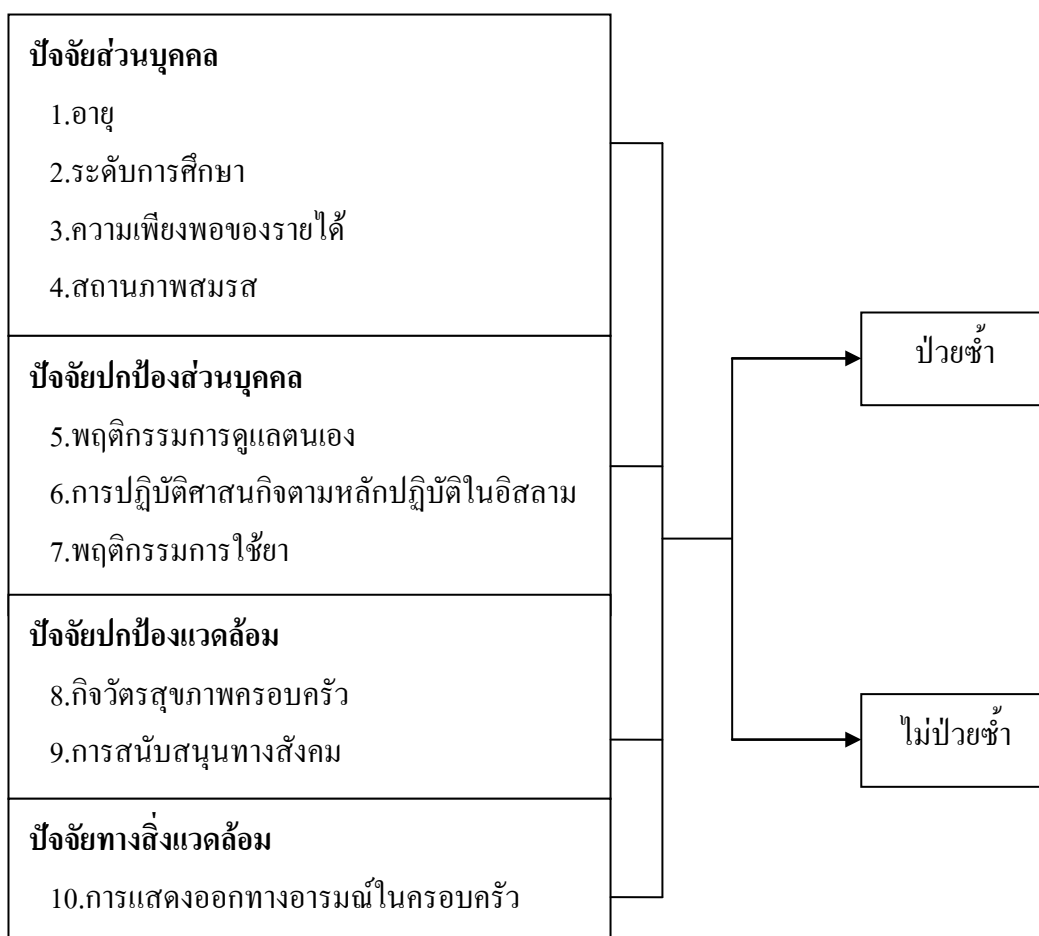 ปัจจัยส่วนบุคคล
1.อายุ
2.ระดับการศึกษา
3.ความเพียงพอของรายได้
4.สถานภาพสมรส
ปัจจัยปกป้องส่วนบุคคล
5.พฤติกรรมการดูแลตนเอง
6.การปฏิบัติศาสนกิจตามหลักปฏิบัติในอิสลาม
7.พฤติกรรมการใช้ยา
ปัจจัยปกป้องแวดล้อม
8.กิจวัตรสุขภาพครอบครัว
9.การสนับสนุนทางสังคม
ปัจจัยทางสิ่งแวดล้อม
10.การแสดงออกทางอารมณ์ในครอบครัว
ป่วยซ้ำ
ไม่ป่วยซ้ำ